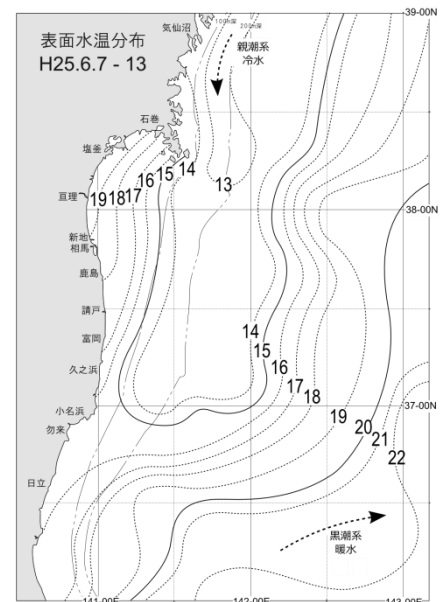 39-00N
気仙沼
100m深 200m深
表面水温分布
H25.6.7 - 13
親潮系
冷水
石巻
塩釜
14
15
16
13
亘理
19 18 17
38-00N
新地
相馬
鹿島
請戸
富岡
久之浜
14
15
16
17
18
19
37-00N
小名浜
勿来
20
21
22
日立
黒潮系
暖水
141-00E
142-00E
143-00E